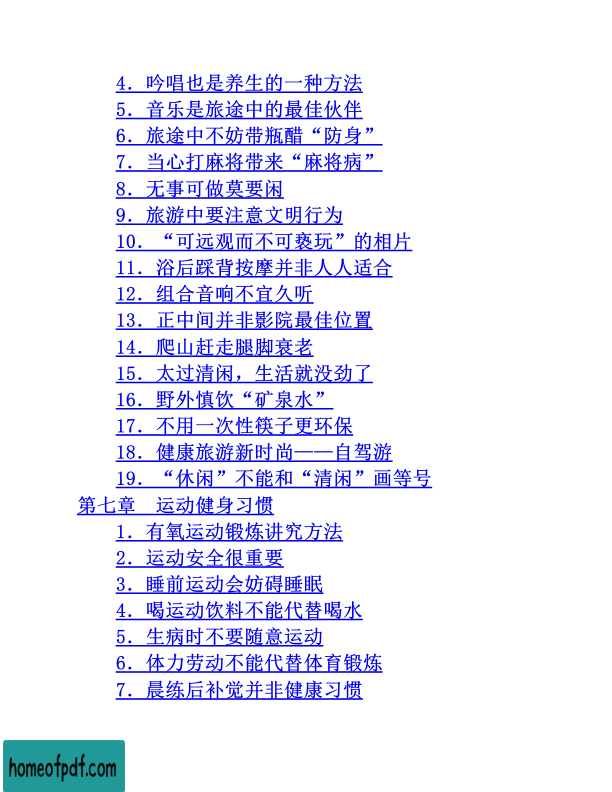 4．吟唱也是养生的一种方法
5．音乐是旅途中的最佳伙伴
6．旅途中不妨带瓶醋“防身”
7．当心打麻将带来“麻将病”
8．无事可做莫要闲
9．旅游中要注意文明行为
10．“可远观而不可亵玩”的相片
11．浴后踩背按摩并非人人适合
12．组合音响不宜久听
13．正中间并非影院最佳位置
14．爬山赶走腿脚衰老
15．太过清闲，生活就没劲了
16．野外慎饮“矿泉水”
17．不用一次性筷子更环保
18．健康旅游新时尚——自驾游
19．“休闲”不能和“清闲”画等号
第七章　运动健身习惯
1．有氧运动锻炼讲究方法
2．运动安全很重要
3．睡前运动会妨碍睡眠
4．喝运动饮料不能代替喝水
5．生病时不要随意运动
6．体力劳动不能代替体育锻炼
7．晨练后补觉并非健康习惯
homeofpdf.com